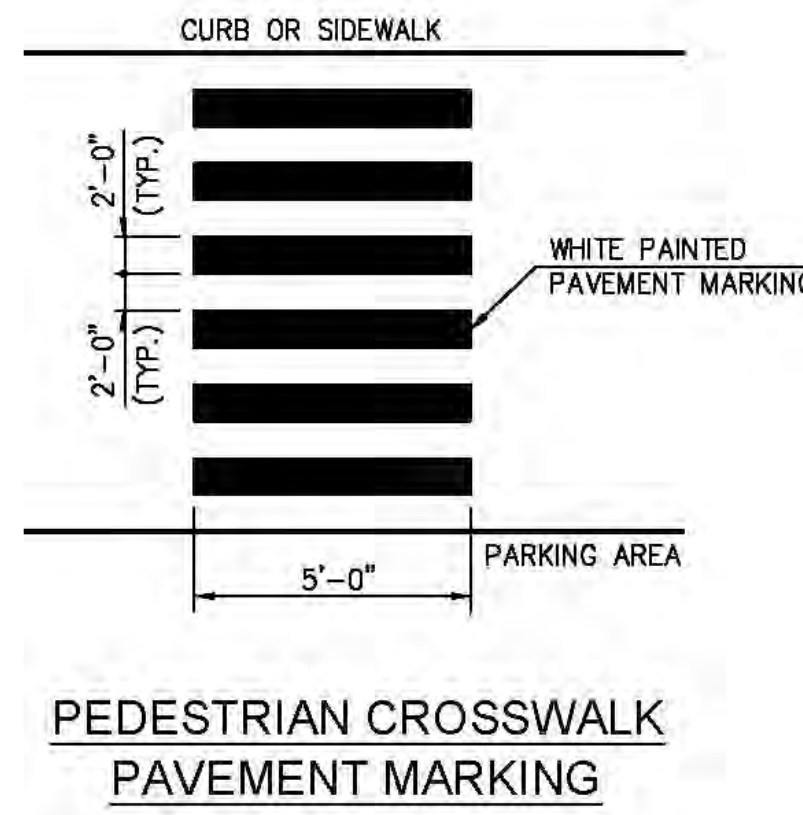 CURB OR SIDEWALK
2'-0"
(TYP.)
WHITE PAINTED
PAVEMENT MARKING
2'-0"
(TYP.)
5'-0"
PARKING AREA
PEDESTRIAN CROSSWALK
PAVEMENT MARKING